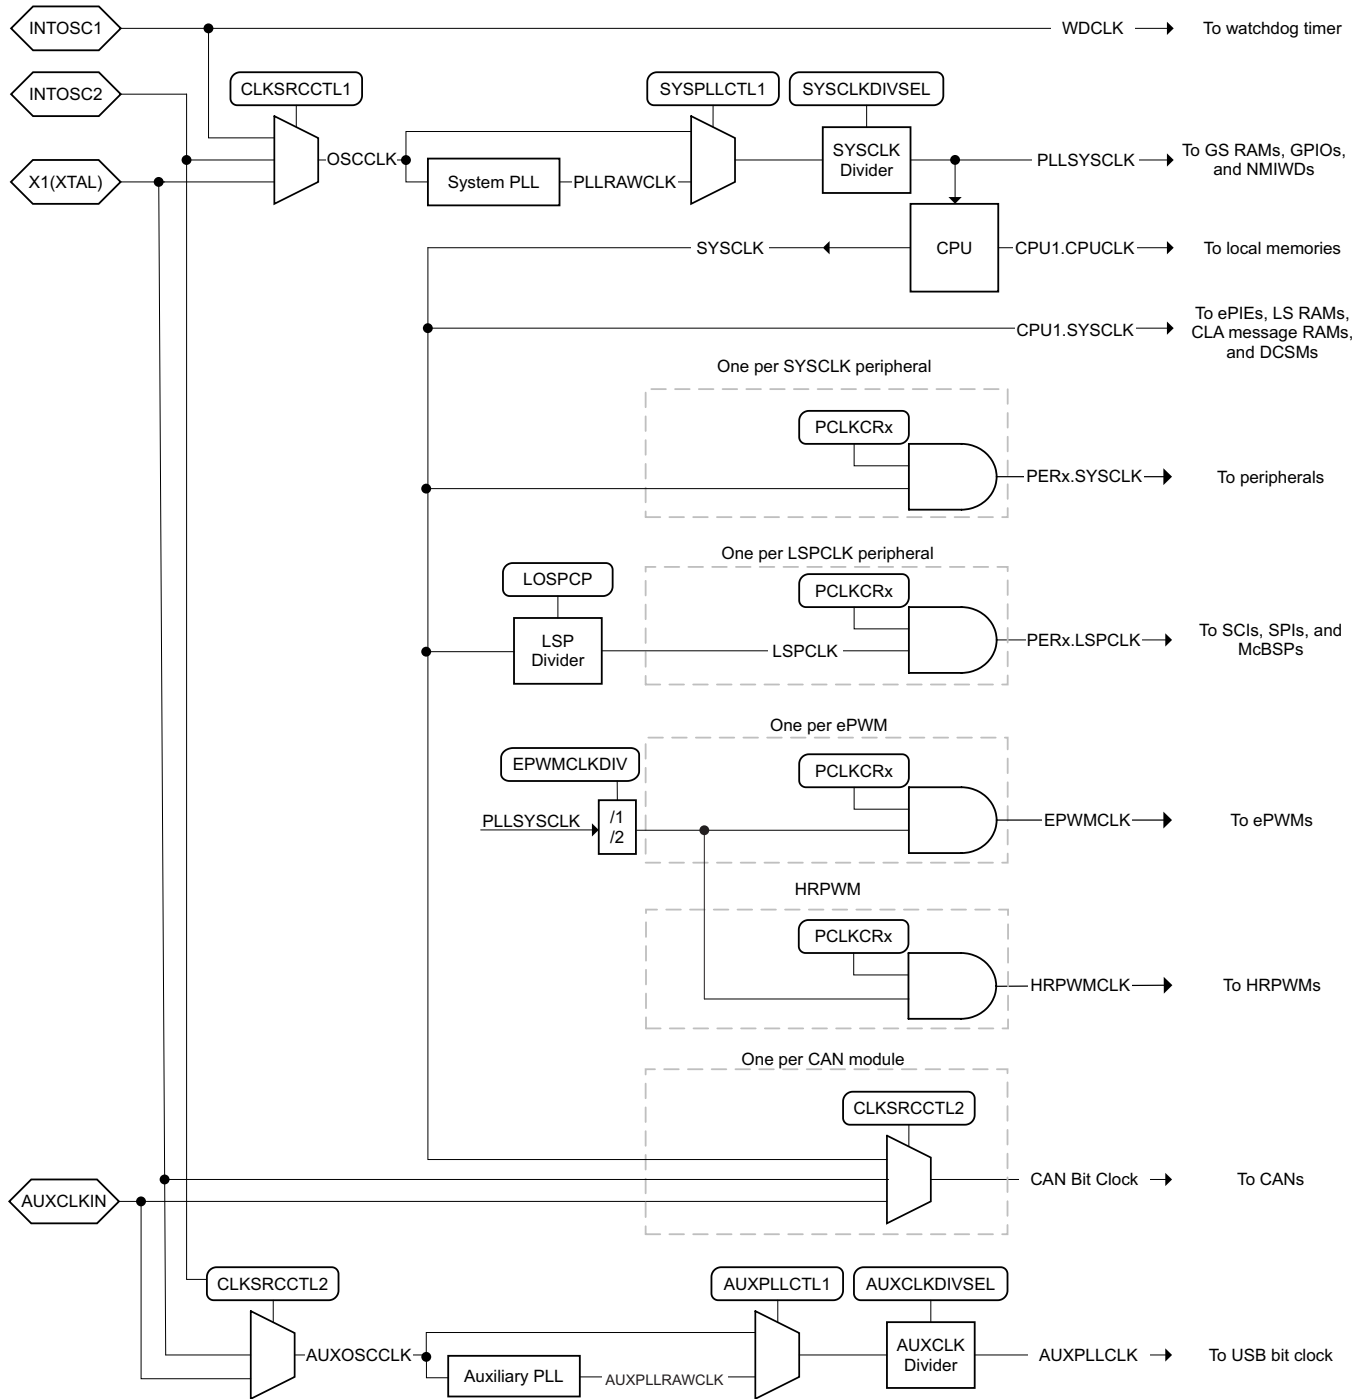 INTOSC1
WDCLK
To watchdog timer
INTOSC2
CLKSRCCTL1
SYSPLLCTL1
SYSCLKDIVSEL
X1(XTAL)
OSCCLK
System PLL
PLLRAWCLK
SYSCLK
Divider
PLLSYSCLK
To GS RAMs, GPIOs,
and NMIWDs
SYSCLK
CPU
CPU1.CPUCLK
To local memories
CPU1.SYSCLK
To ePIEs, LS RAMs,
CLA message RAMs,
and DCSMs
One per SYSCLK peripheral
PCLKCRx
PERx.SYSCLK
To peripherals
One per LSPCLK peripheral
LOSPCP
PCLKCRx
LSP
Divider
LSPCLK
PERx.LSPCLK
To SCIs, SPIs, and
McBSPs
One per ePWM
EPWMCLKDIV
PCLKCRx
PLLSYSCLK
/1
/2
EPWMCLK
To ePWMs
HRPWM
PCLKCRx
HRPWMCLK
To HRPWMs
One per CAN module
CLKSRCCTL2
CAN Bit Clock
To CANs
AUXCLKIN
CLKSRCCTL2
AUXPLLCTL1
AUXCLKDIVSEL
AUXOSCCLK
Auxiliary PLL
AUXPLLRAWCLK
AUXCLK
Divider
AUXPLLCLK
To USB bit clock